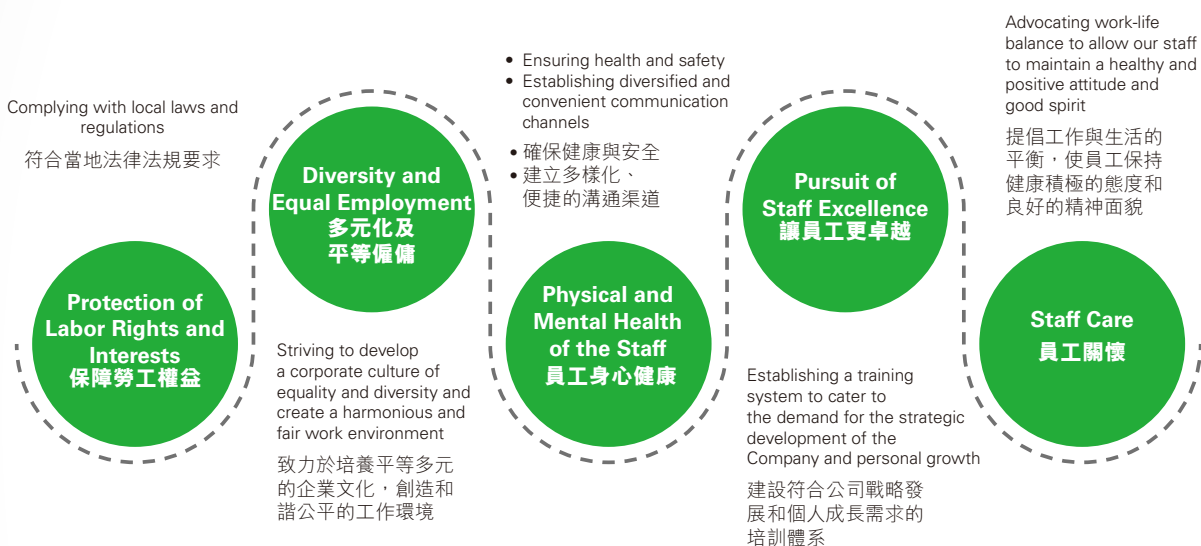 Complying with local laws and
regulations
符合當地法律法規要求
Protection of
Labor Rights and
Interests
保障勞工權益
Diversity and
Equal Employment
多元化及
平等僱傭
Striving to develop
a corporate culture of
equality and diversity and
create a harmonious and
fair work environment
致力於培養平等多元
的企業文化，創造和
諧公平的工作環境
• Ensuring health and safety
• Establishing diversified and
convenient communication
channels
• 確保健康與安全
• 建立多樣化、
便捷的溝通渠道
Physical and
Mental Health
of the Staff
員工身心健康
Pursuit of
Staff Excellence
讓員工更卓越
Establishing a training
system to cater to
the demand for the strategic
development of the
Company and personal growth
建設符合公司戰略發
展和個人成長需求的
培訓體系
Advocating work-life
balance to allow our staff
to maintain a healthy and
positive attitude and
good spirit
提倡工作與生活的
平衡，使員工保持
健康積極的態度和
良好的精神面貌
Staff Care
員工關懷